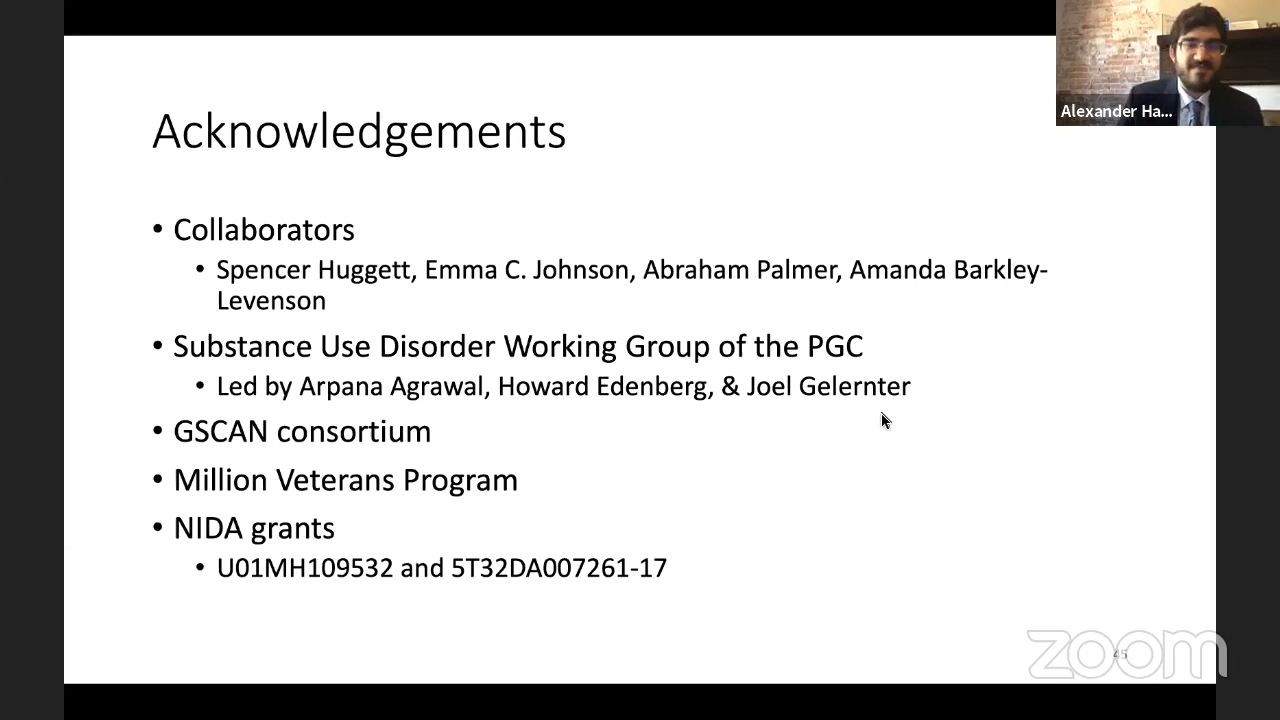 Acknowledgements
Alexander Ha...
• Collaborators
• Spencer Huggett, Emma C. Johnson, Abraham Palmer, Amanda Barkley-
Levenson
• Substance Use Disorder Working Group of the PGC
• Led by Arpana Agrawal, Howard Edenberg, & Joel Gelernter
• GSCAN consortium
• Million Veterans Program
• NIDA grants
• U01MH109532 and 5T32DA007261-17
45
zoom